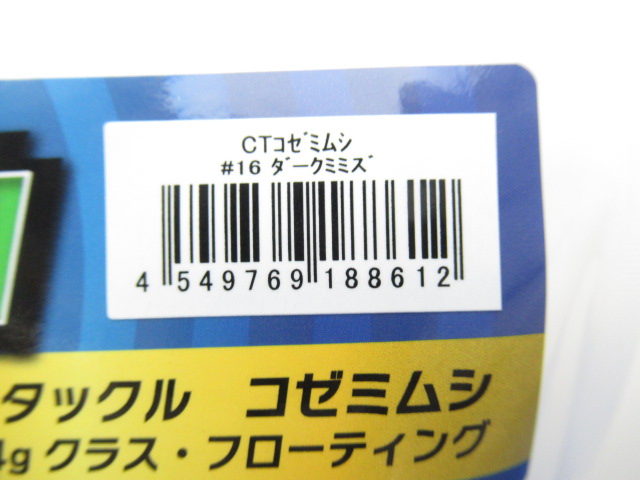 CTｺｾﾞﾐﾑｼ
#16 ﾀﾞｰｸﾐﾐｽﾞ
4 549769 188612
タックル コゼミムシ
4g クラス・フローティング